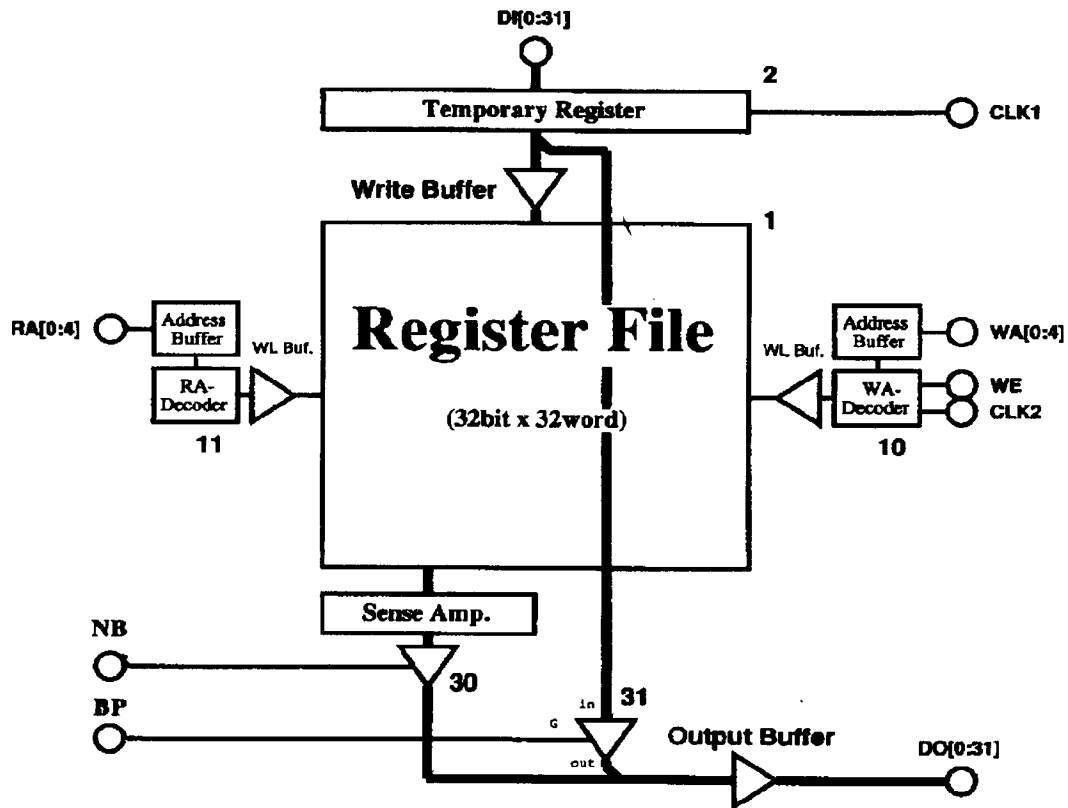 DI[0:31]
2
Temporary Register
CLK1
Write Buffer
1
Register File
(32bit x 32word)
RA[0:4]
Address
Buffer
WL Buf.
RA-
Decoder
11
WL Buf.
Address
Buffer
WA[0:4]
WA-
Decoder
WE
CLK2
10
Sense Amp.
NB
30
BP
in
31
G
out
Output Buffer
DO[0:31]